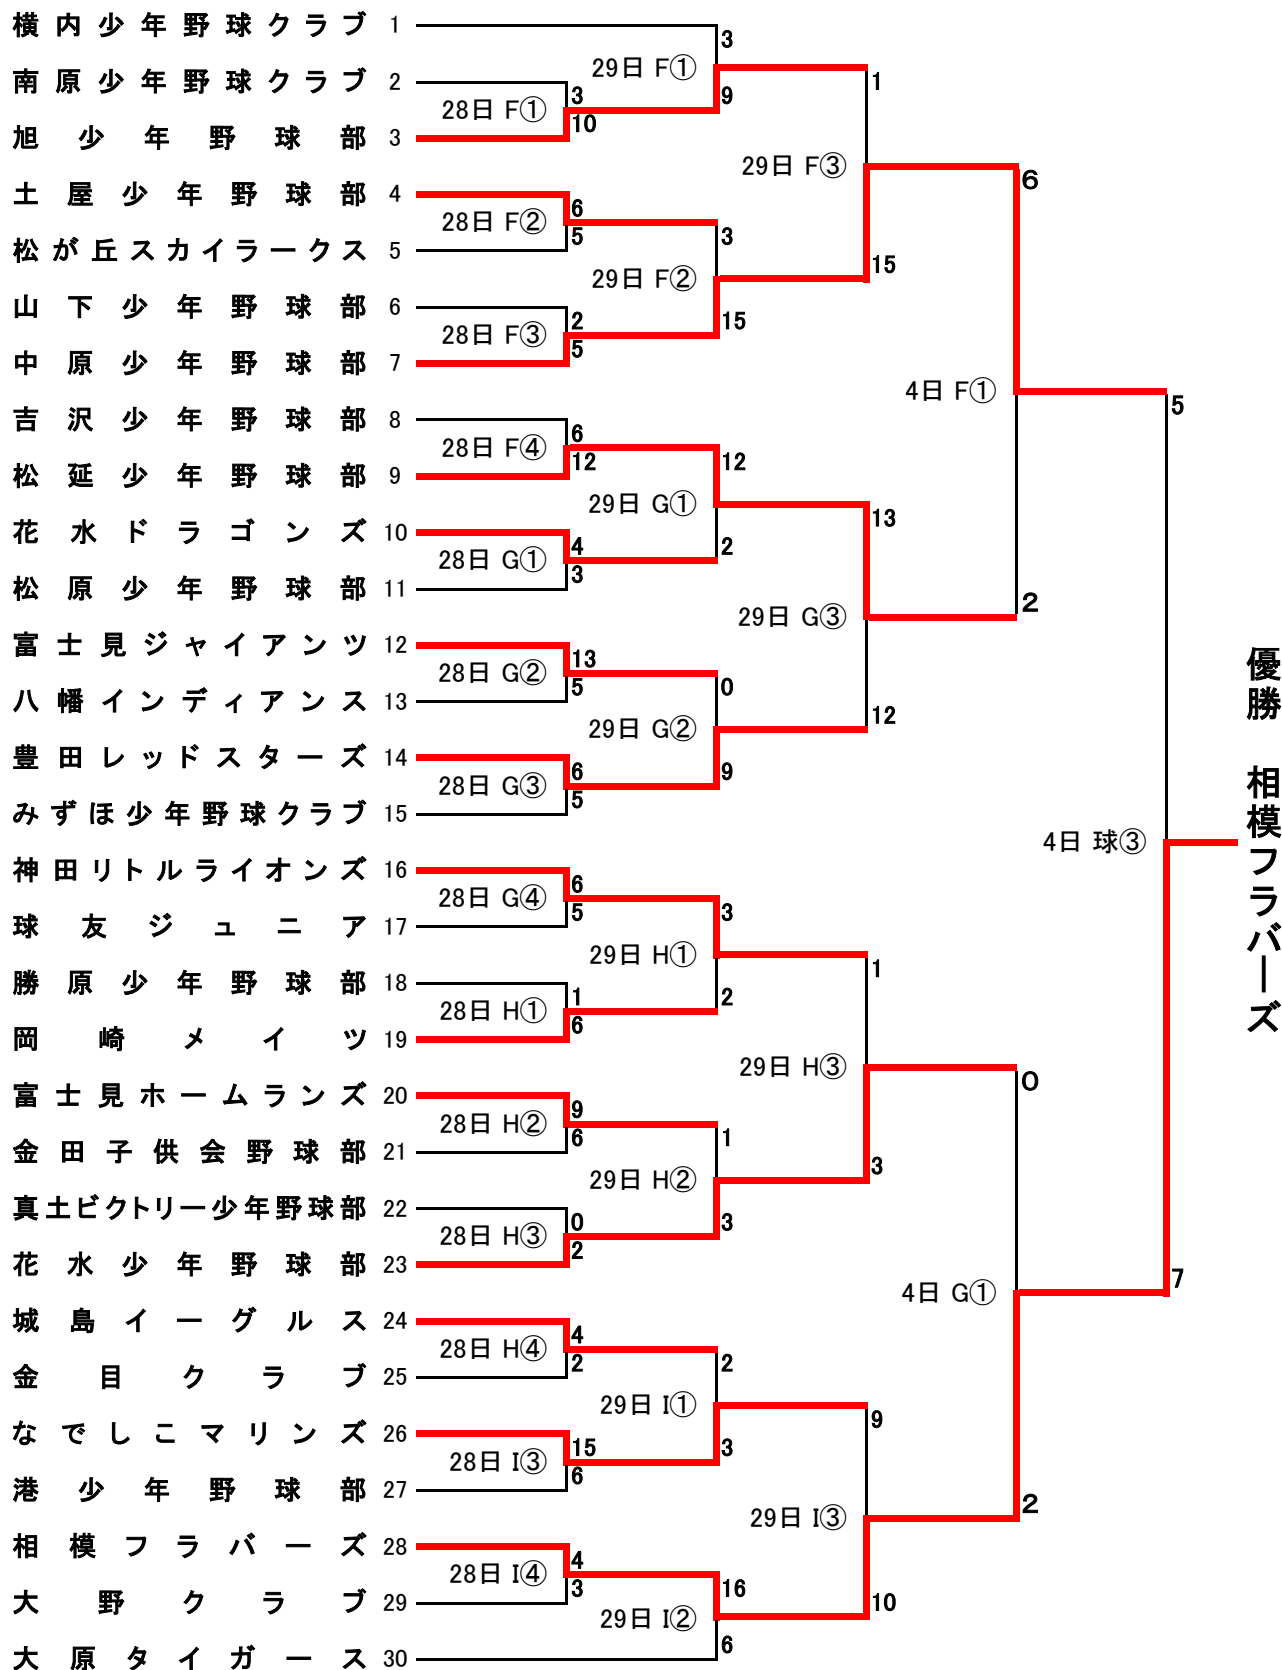 横内少年野球クラブ 1
3
29日 F①
南原少年野球クラブ 2
3
9
1
28日 F①
10
旭少年野球部 3
29日 F③
土屋少年野球部 4
6
6
28日 F②
5
3
松が丘スカイラークス 5
29日 F②
15
山下少年野球部 6
2
15
28日 F③
5
中原少年野球部 7
4日 F①
5
吉沢少年野球部 8
6
28日 F④
12
12
松延少年野球部 9
29日 G①
13
花水ドラゴンズ 10
4
2
28日 G①
3
松原少年野球部 11
2
29日 G③
富士見ジャイアンツ 12
13
28日 G②
5
0
八幡インディアンス 13
29日 G②
12
豊田レッドスターズ 14
6
9
28日 G③
5
みずほ少年野球クラブ 15
4日 球③
優勝 相模フラバーズ
神田リトルライオンズ 16
6
28日 G④
5
3
球友ジュニア 17
29日 H①
1
勝原少年野球部 18
1
2
28日 H①
6
岡崎メイツ 19
29日 H③
0
富士見ホームランズ 20
9
28日 H②
6
1
金田子供会野球部 21
29日 H②
3
真土ビクトリー少年野球部 22
0
3
28日 H③
2
花水少年野球部 23
7
4日 G①
城島イーグルス 24
4
28日 H④
2
2
金目クラブ 25
29日 I①
9
なでしこマリンズ 26
15
3
28日 I③
6
港少年野球部 27
2
29日 I③
相模フラバーズ 28
4
28日 I④
3
16
大野クラブ 29
10
29日 I②
6
大原タイガース 30